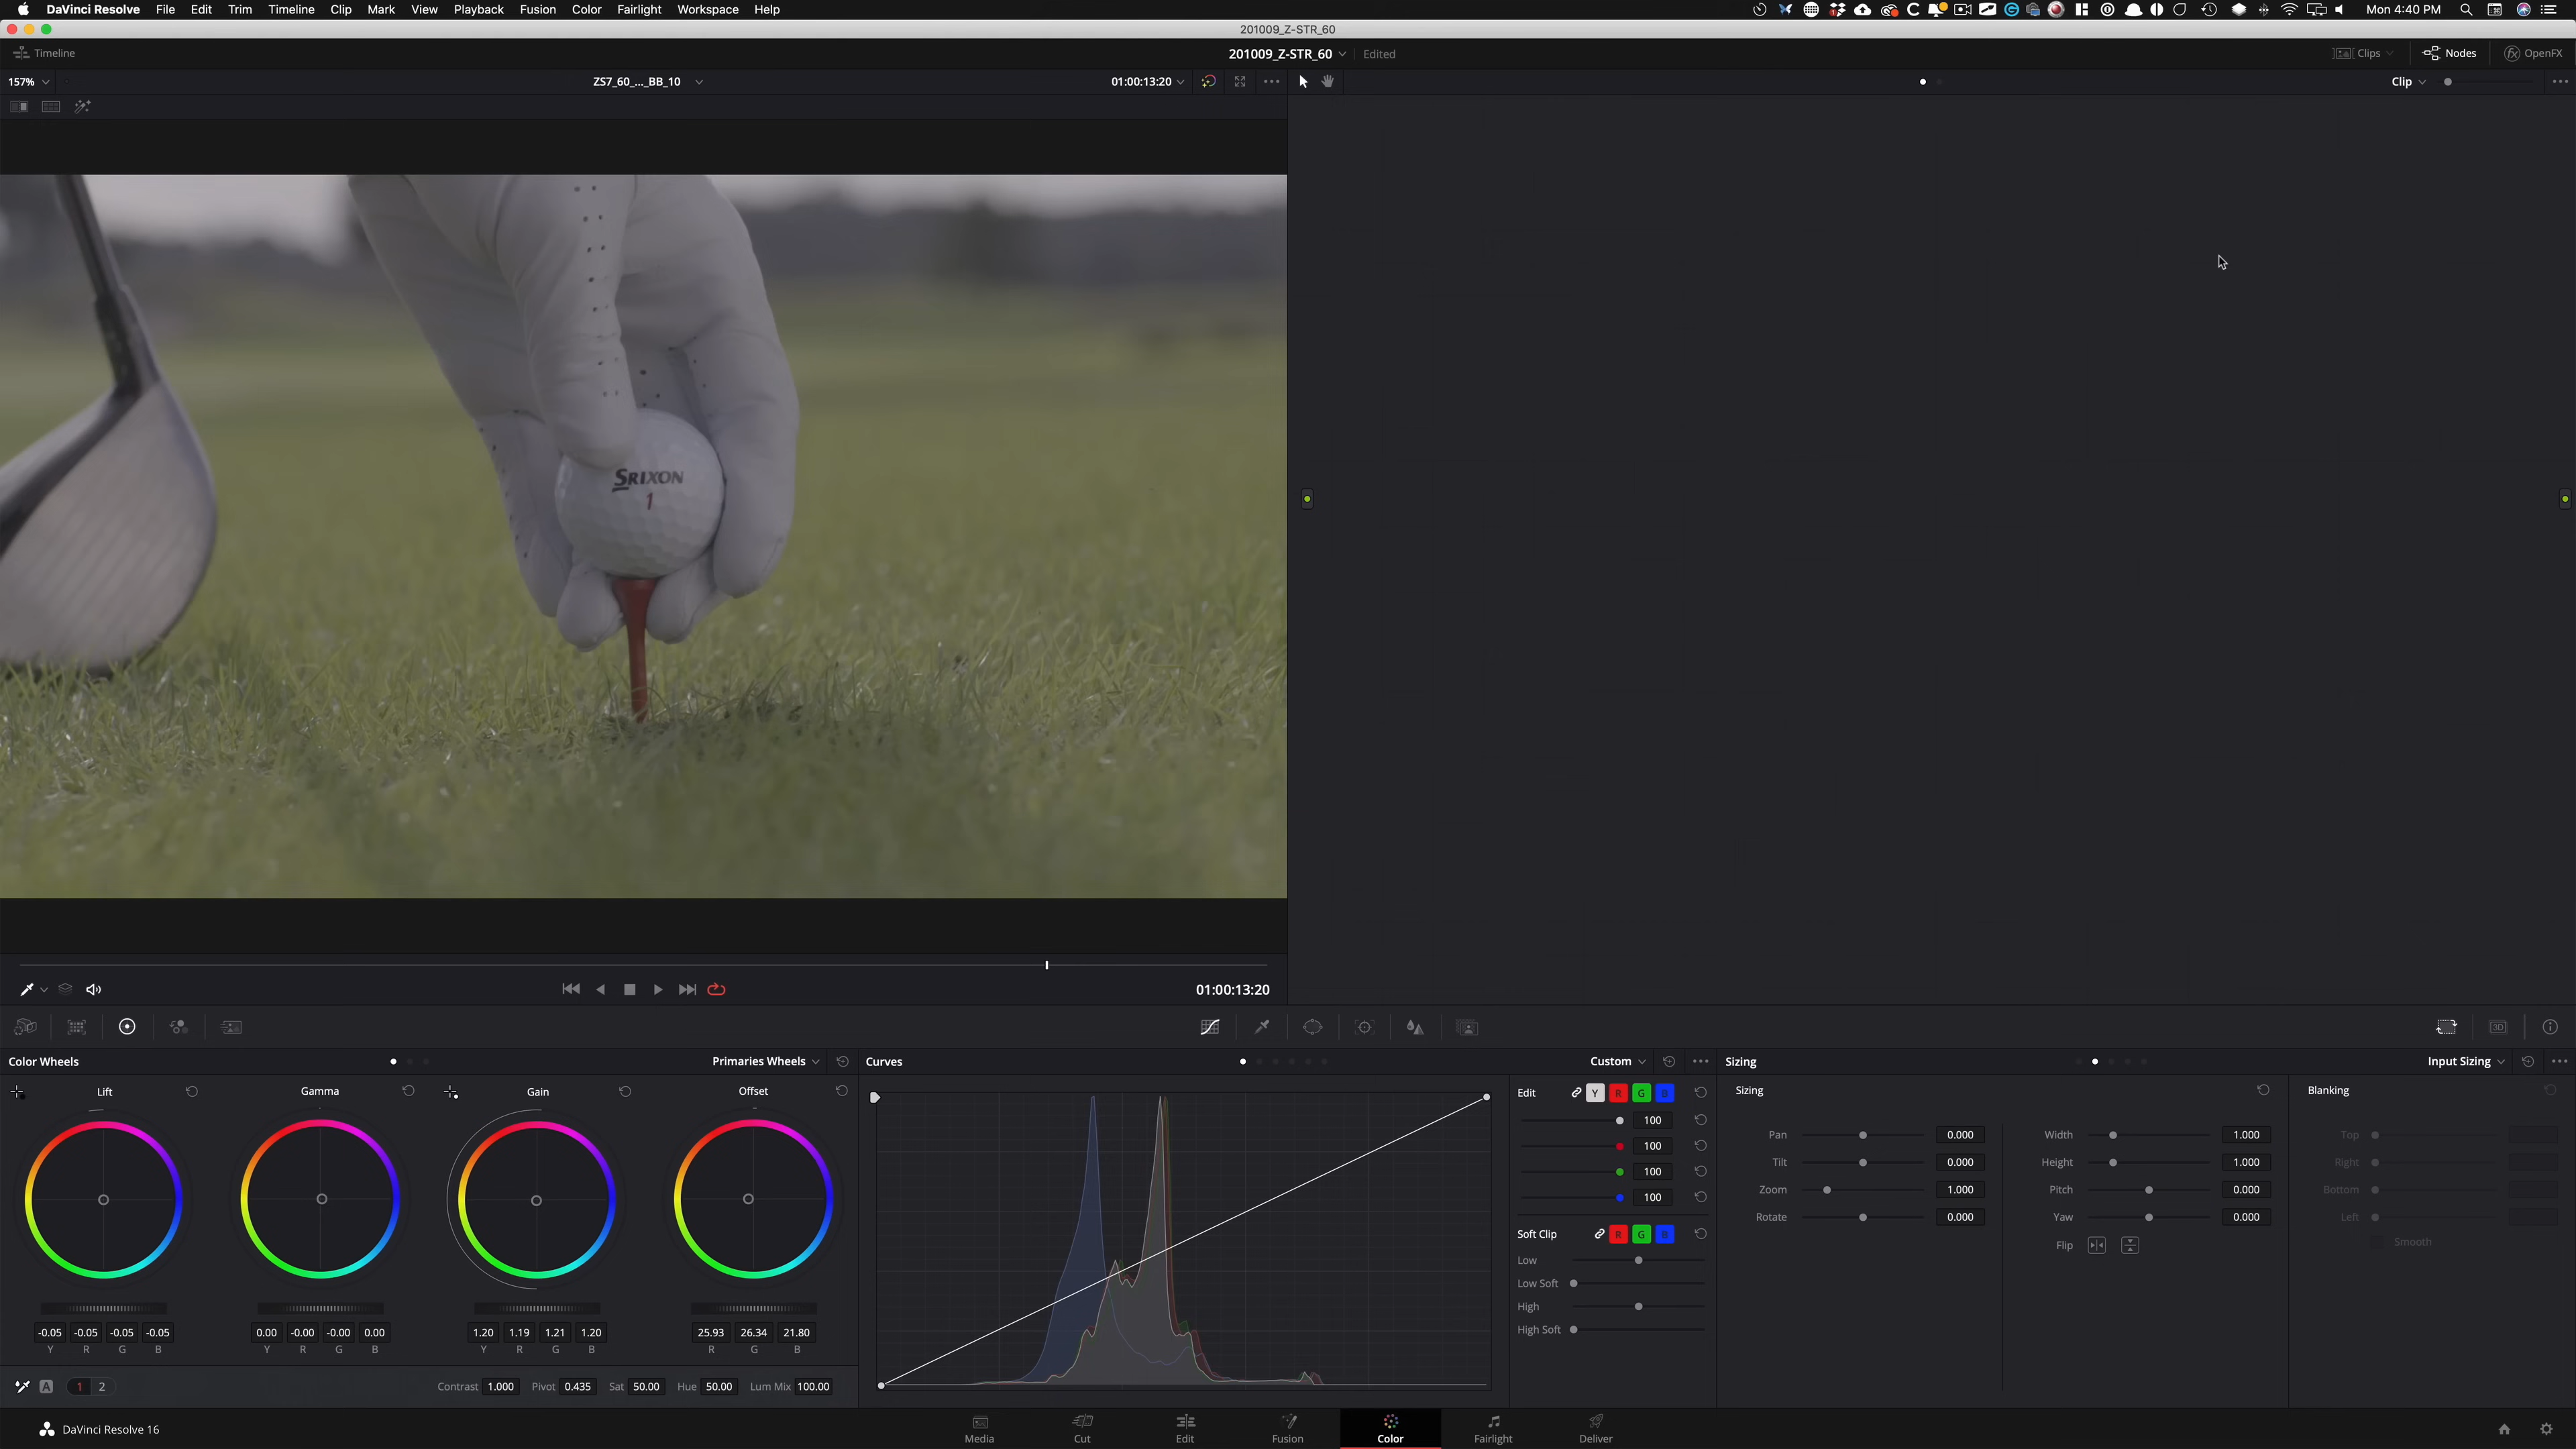 DaVinci Resolve File Edit Trim Timeline Clip Mark View Playback Fusion Color Fairlight Workspace Help Mon 4:40 PM
201009_Z-STR_60
Timeline 201009_Z-STR_60 Edited Clips Nodes OpenFX
157% ZS7_60_..._BB_10 01:00:13:20 Clip
SRIXON
1
01:00:13:20
Color Wheels Primaries Wheels Curves Custom Sizing Input Sizing
Lift Gamma Gain Offset Edit Y R G B Sizing Blanking
100 Pan 0.000 Width 1.000 Top
100 Tilt 0.000 Height 1.000 Right
100 Zoom 1.000 Pitch 0.000 Bottom
100 Rotate 0.000 Yaw 0.000 Left
Soft Clip R G B Flip Smooth
Low
Low Soft
High
High Soft
-0.05 -0.05 -0.05 -0.05 0.00 -0.00 -0.00 0.00 1.20 1.19 1.21 1.20 25.93 26.34 21.80
Y R G B Y R G B Y R G B R G B
A 1 2 Contrast 1.000 Pivot 0.435 Sat 50.00 Hue 50.00 Lum Mix 100.00
DaVinci Resolve 16 Media Cut Edit Fusion Color Fairlight Deliver